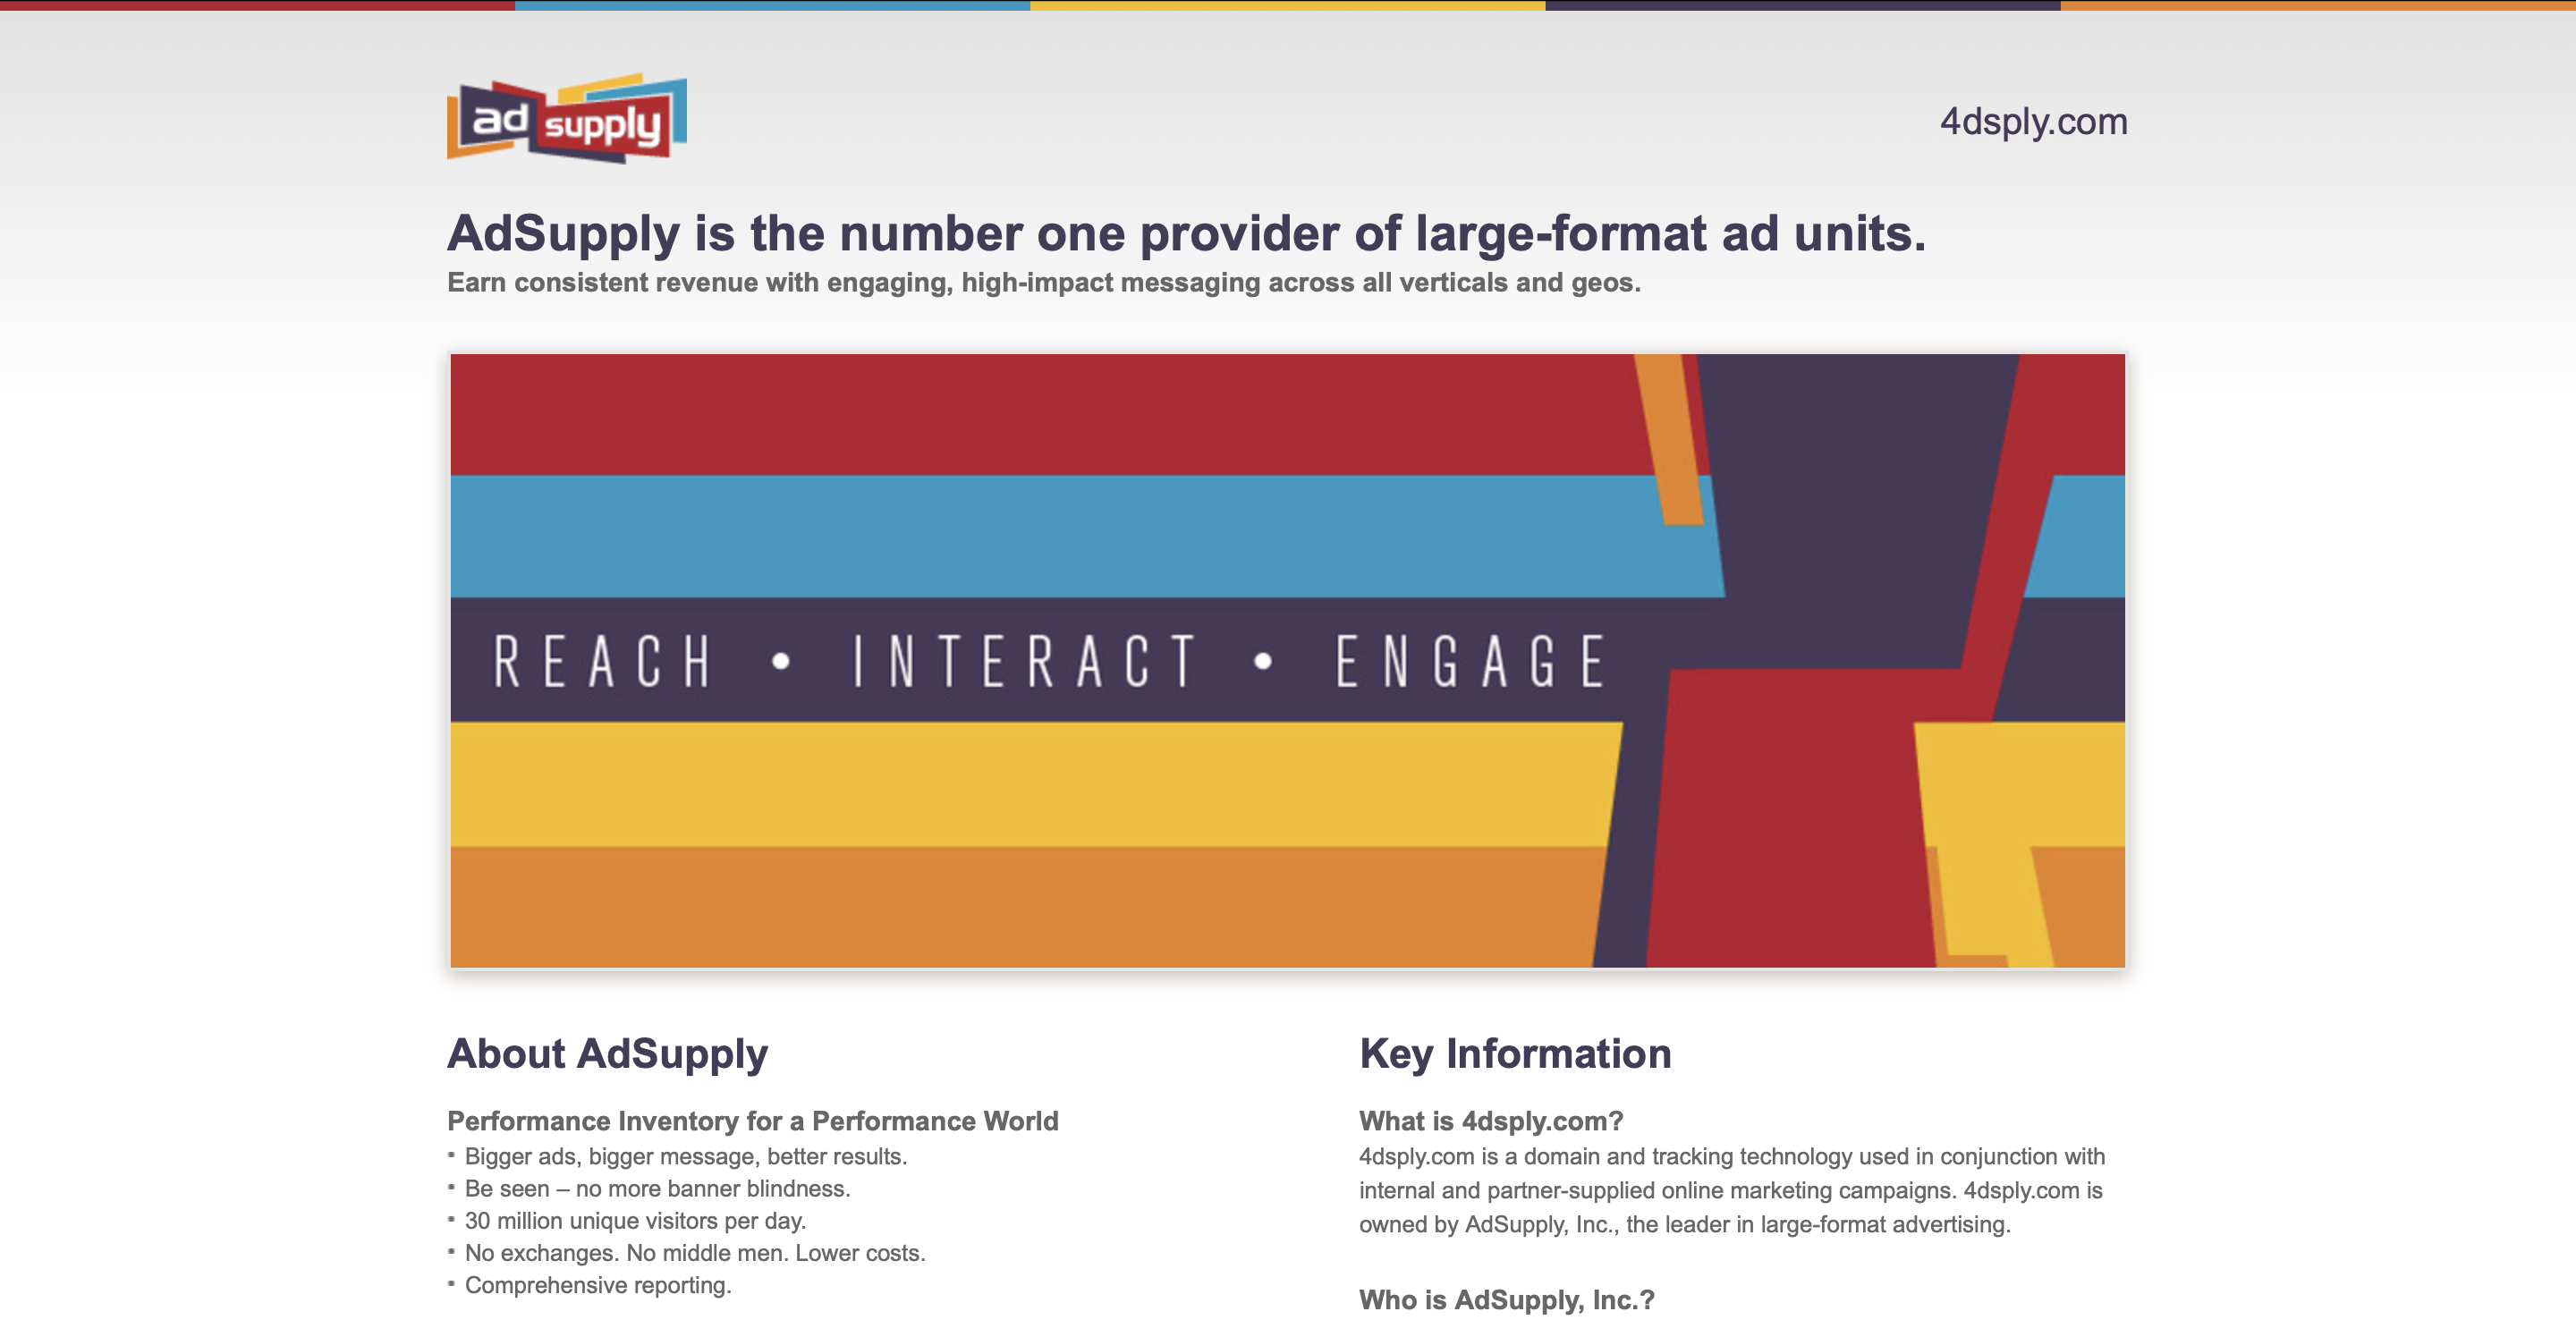 ad supply
4dsply.com
AdSupply is the number one provider of large-format ad units.
Earn consistent revenue with engaging, high-impact messaging across all verticals and geos.
REACH • INTERACT • ENGAGE
About AdSupply
Performance Inventory for a Performance World
• Bigger ads, bigger message, better results.
• Be seen – no more banner blindness.
• 30 million unique visitors per day.
• No exchanges. No middle men. Lower costs.
• Comprehensive reporting.
Key Information
What is 4dsply.com?
4dsply.com is a domain and tracking technology used in conjunction with
internal and partner-supplied online marketing campaigns. 4dsply.com is
owned by AdSupply, Inc., the leader in large-format advertising.
Who is AdSupply, Inc.?